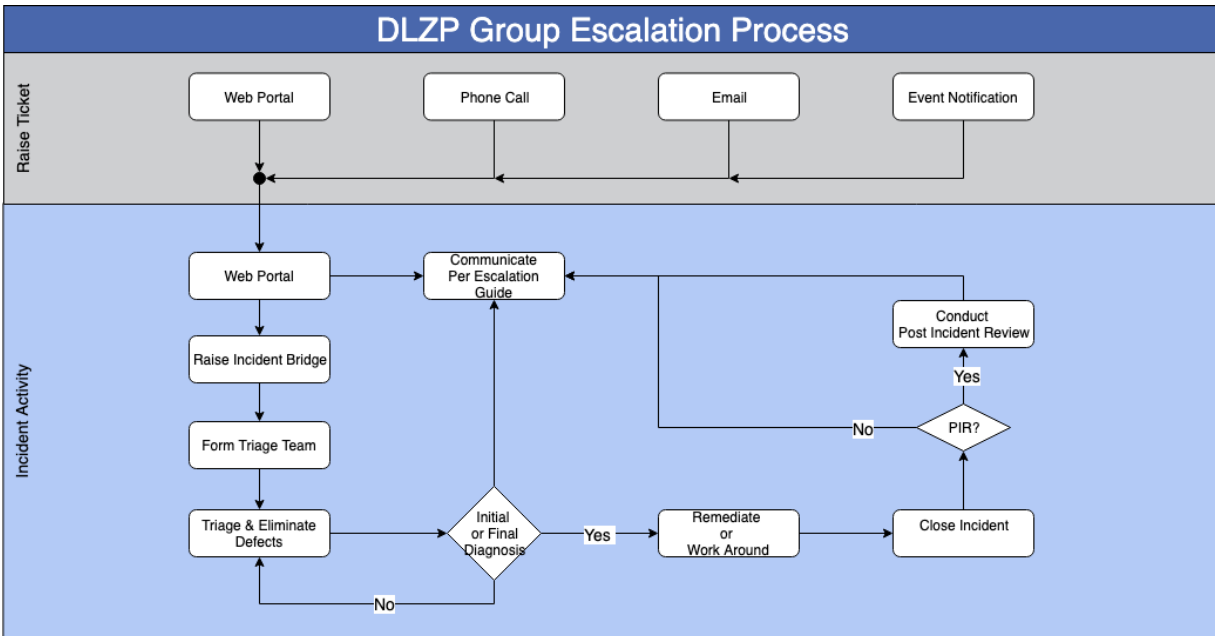 DLZP Group Escalation Process
Raise Ticket
Web Portal
Phone Call
Email
Event Notification
Incident Activity
Web Portal
Communicate
Per Escalation
Guide
Conduct
Post Incident Review
Raise Incident Bridge
Yes
Form Triage Team
No
PIR?
Triage & Eliminate
Defects
Initial
or Final
Diagnosis
Yes
Remediate
or
Work Around
Close Incident
No